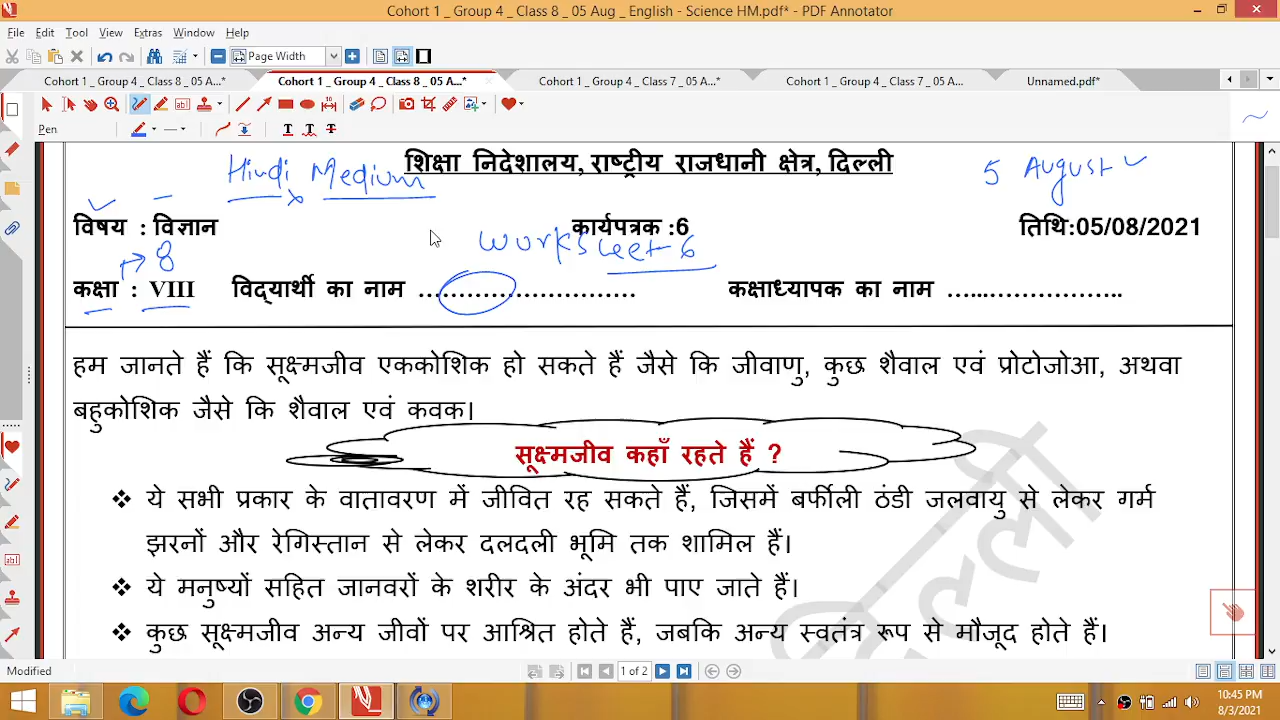 Cohort 1 _ Group 4 _ Class 8 _ 05 Aug _ English - Science HM.pdf* - PDF Annotator
File Edit Tool View Extras Window Help
Page Width
Cohort 1 _ Group 4 _ Class 8 _ 05 A...* Cohort 1 _ Group 4 _ Class 8 _ 05 A...* Cohort 1 _ Group 4 _ Class 7 _ 05 A...* Cohort 1 _ Group 4 _ Class 7 _ 05 A... Unnamed.pdf*
Pen
Hindi Medium
शिक्षा निदेशालय, राष्ट्रीय राजधानी क्षेत्र, दिल्ली
5 August
विषय : विज्ञान कार्यपत्रक :6 तिथि:05/08/2021
8 Worksheet 6
कक्षा : VIII विद्यार्थी का नाम ………………………… कक्षाध्यापक का नाम …...……………..
हम जानते हैं कि सूक्ष्मजीव एककोशिक हो सकते हैं जैसे कि जीवाणु, कुछ शैवाल एवं प्रोटोजोआ, अथवा
बहुकोशिक जैसे कि शैवाल एवं कवक।
सूक्ष्मजीव कहाँ रहते हैं ?
❖ ये सभी प्रकार के वातावरण में जीवित रह सकते हैं, जिसमें बर्फीली ठंडी जलवायु से लेकर गर्म
झरनों और रेगिस्तान से लेकर दलदली भूमि तक शामिल हैं।
❖ ये मनुष्यों सहित जानवरों के शरीर के अंदर भी पाए जाते हैं।
❖ कुछ सूक्ष्मजीव अन्य जीवों पर आश्रित होते हैं, जबकि अन्य स्वतंत्र रूप से मौजूद होते हैं।
Modified
1 of 2
10:45 PM
8/3/2021